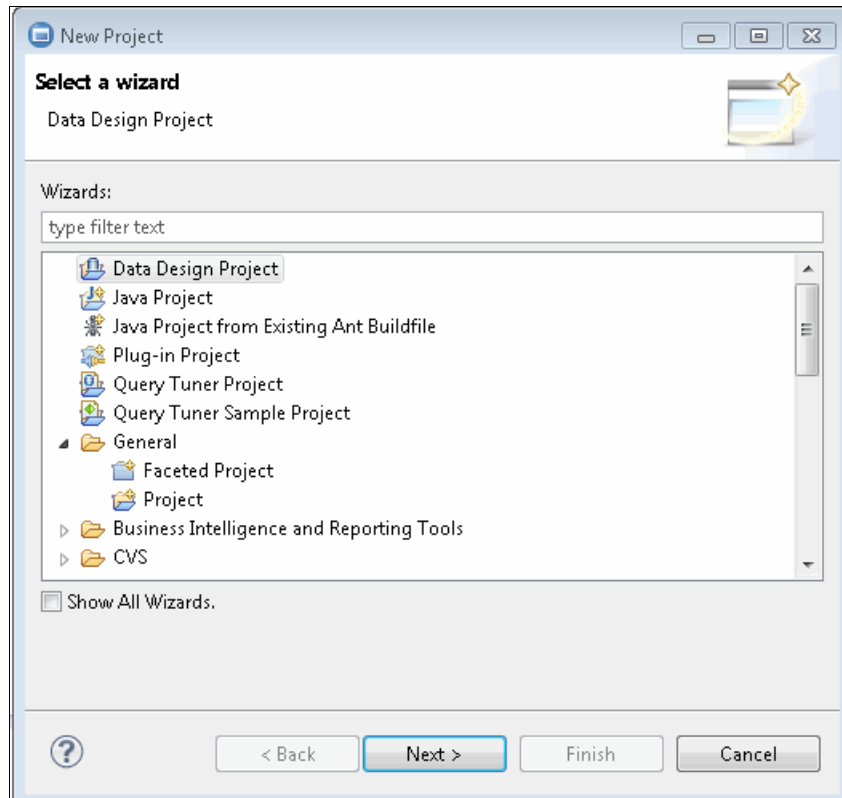 New Project
Select a wizard
Data Design Project
Wizards:
type filter text
Data Design Project
Java Project
Java Project from Existing Ant Buildfile
Plug-in Project
Query Tuner Project
Query Tuner Sample Project
General
Faceted Project
Project
Business Intelligence and Reporting Tools
CVS
Show All Wizards.
? < Back Next > Finish Cancel